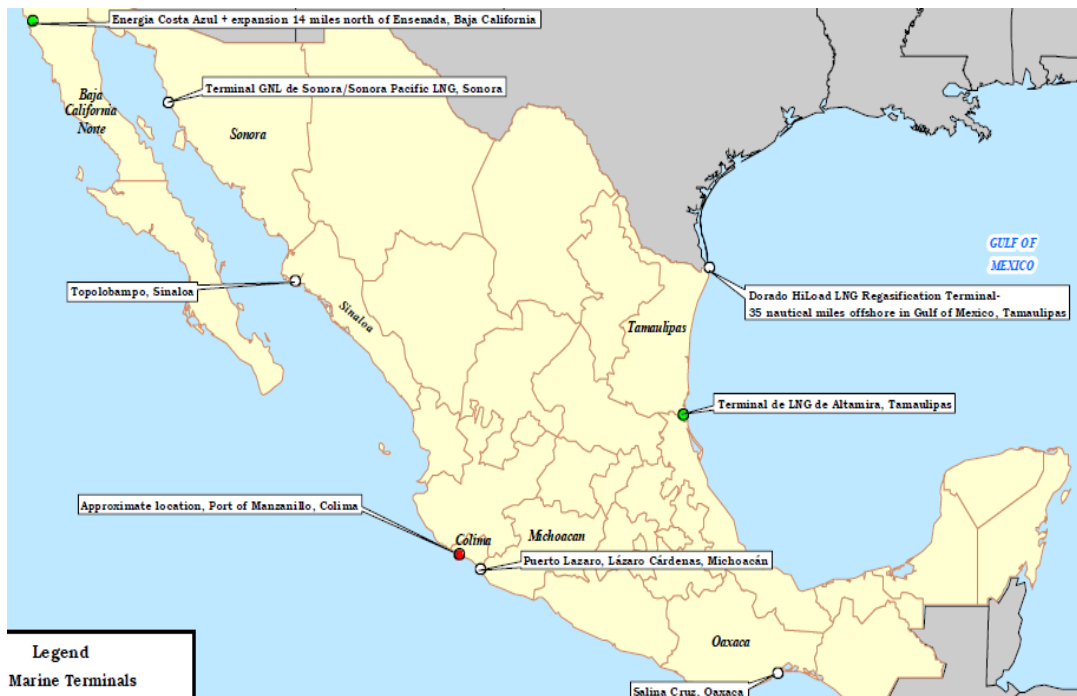 Energia Costa Azul + expansion 14 miles north of Ensenada, Baja California
Terminal GNL de Sonora/Sonora Pacific LNG, Sonora
Baja
California
Norte
Sonora
GULF OF
MEXICO
Topolobampo, Sinaloa
Sinaloa
Dorado HiLoad LNG Regasification Terminal-
35 nautical miles offshore in Gulf of Mexico, Tamaulipas
Tamaulipas
Terminal de LNG de Altamira, Tamaulipas
Approximate location, Port of Manzanillo, Colima
Colima
Michoacan
Puerto Lazaro, Lázaro Cárdenas, Michoacán
Oaxaca
Salina Cruz, Oaxaca
Legend
Marine Terminals